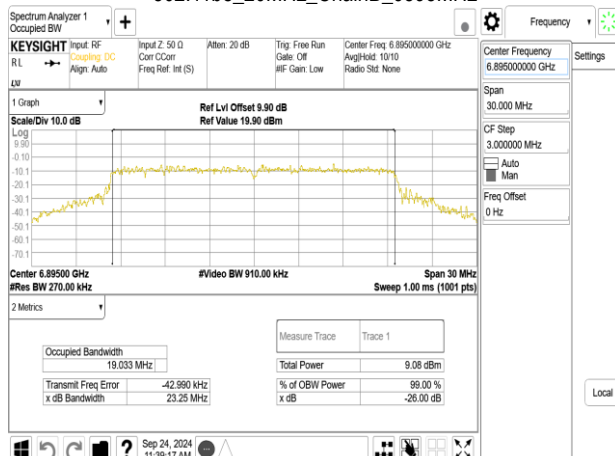 Spectrum Analyzer 1
Occupied BW
+
Frequency
Settings
KEYSIGHT
RL
Input: RF
Coupling: DC
Align: Auto
Input Z: 50 Ω
Corr CCorr
Freq Ref: Int (S)
Atten: 20 dB
Trig: Free Run
Gate: Off
#IF Gain: Low
Center Freq: 6.895000000 GHz
Avg|Hold: 10/10
Radio Std: None
Center Frequency
6.895000000 GHz
Span
30.000 MHz
CF Step
3.000000 MHz
Auto
Man
Freq Offset
0 Hz
Local
1 Graph
Scale/Div 10.0 dB
Ref Lvl Offset 9.90 dB
Ref Value 19.90 dBm
Log
9.90
-0.10
-10.1
-20.1
-30.1
-40.1
-50.1
-60.1
-70.1
Center 6.89500 GHz
#Video BW 910.00 kHz
Span 30 MHz
#Res BW 270.00 kHz
Sweep 1.00 ms (1001 pts)
2 Metrics
Measure Trace
Trace 1
Occupied Bandwidth
19.033 MHz
Total Power
9.08 dBm
Transmit Freq Error
-42.990 kHz
% of OBW Power
99.00 %
x dB Bandwidth
23.25 MHz
x dB
-26.00 dB
?
Sep 24, 2024